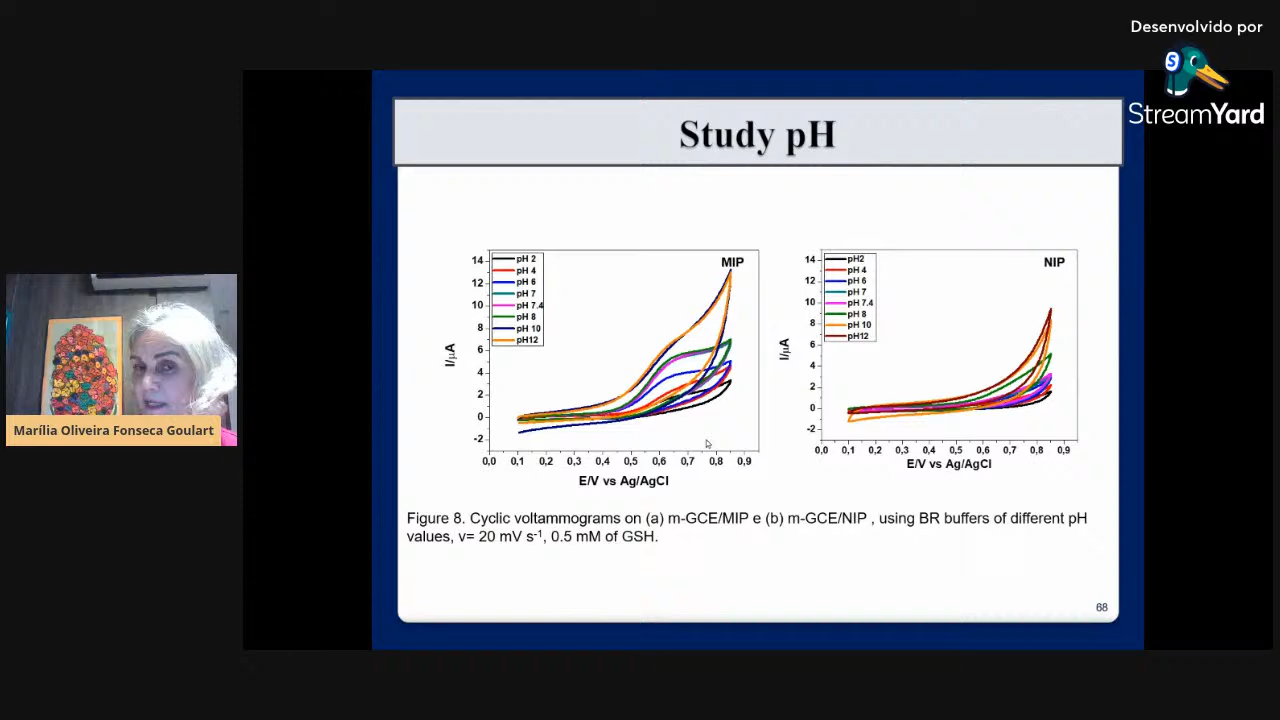 Desenvolvido por
StreamYard
Study pH
14
12
10
8
6
4
2
0
-2
I/µA
pH 2
pH 4
pH 6
pH 7
pH 7.4
pH 8
pH 10
pH12
MIP
0,0 0,1 0,2 0,3 0,4 0,5 0,6 0,7 0,8 0,9
E/V vs Ag/AgCl
14
12
10
8
6
4
2
0
-2
I/µA
pH2
pH 4
pH 6
pH 7
pH 7.4
pH 8
pH 10
pH12
NIP
0,0 0,1 0,2 0,3 0,4 0,5 0,6 0,7 0,8 0,9
E/V vs Ag/AgCl
Figure 8. Cyclic voltammograms on (a) m-GCE/MIP e (b) m-GCE/NIP , using BR buffers of different pH
values, v= 20 mV s-1, 0.5 mM of GSH.
68
Marília Oliveira Fonseca Goulart